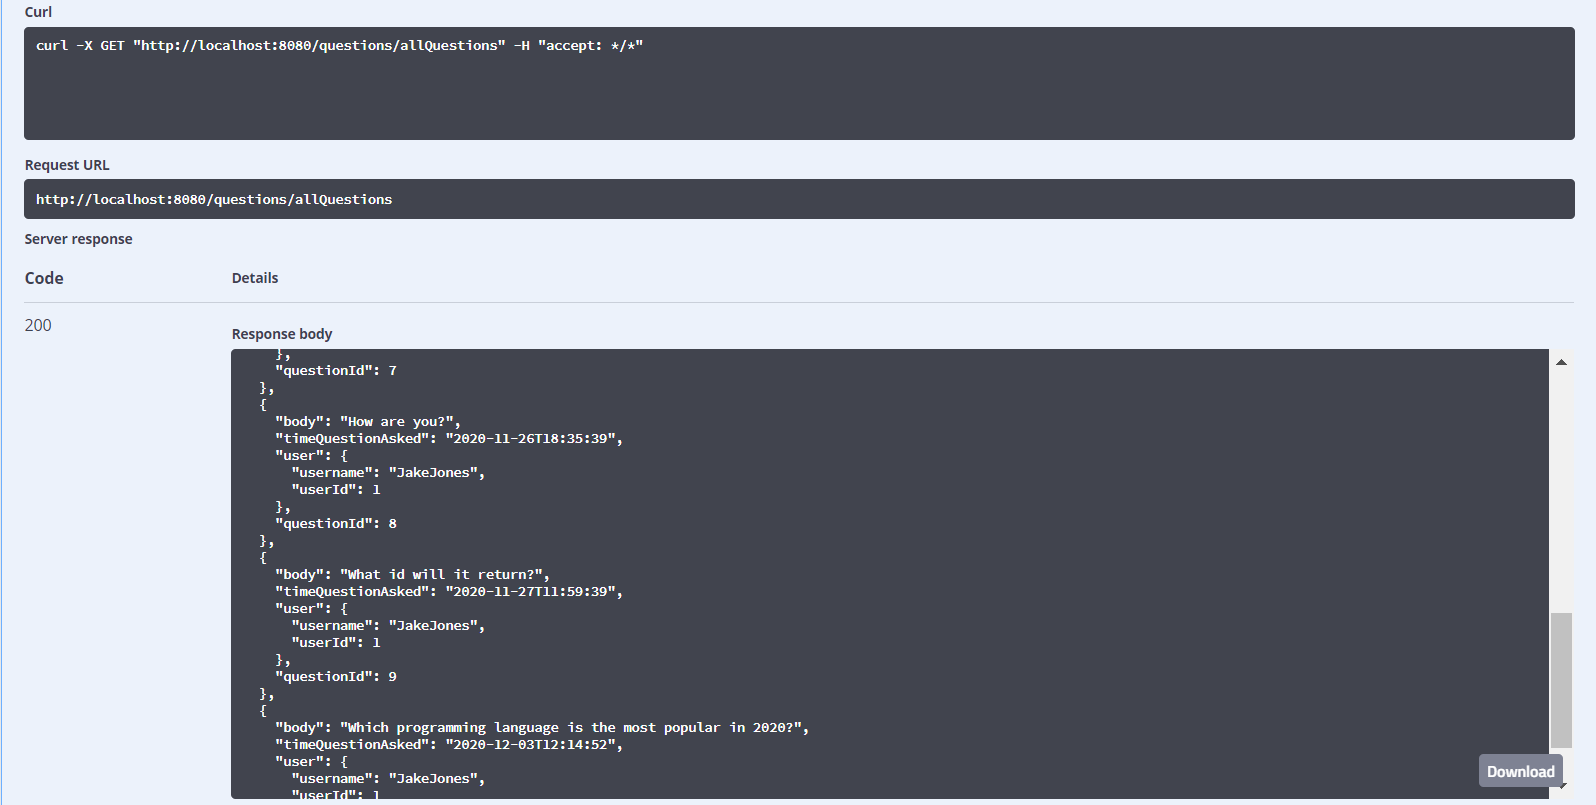 Curl
curl -X GET "http://localhost:8080/questions/allQuestions" -H "accept: */*"
Request URL
http://localhost:8080/questions/allQuestions
Server response
Code Details
200
Response body
},
"questionId": 7
},
{
"body": "How are you?",
"timeQuestionAsked": "2020-11-26T18:35:39",
"user": {
"username": "JakeJones",
"userId": 1
},
"questionId": 8
},
{
"body": "What id will it return?",
"timeQuestionAsked": "2020-11-27T11:59:39",
"user": {
"username": "JakeJones",
"userId": 1
},
"questionId": 9
},
{
"body": "Which programming language is the most popular in 2020?",
"timeQuestionAsked": "2020-12-03T12:14:52",
"user": {
"username": "JakeJones",
"userId": 1
Download